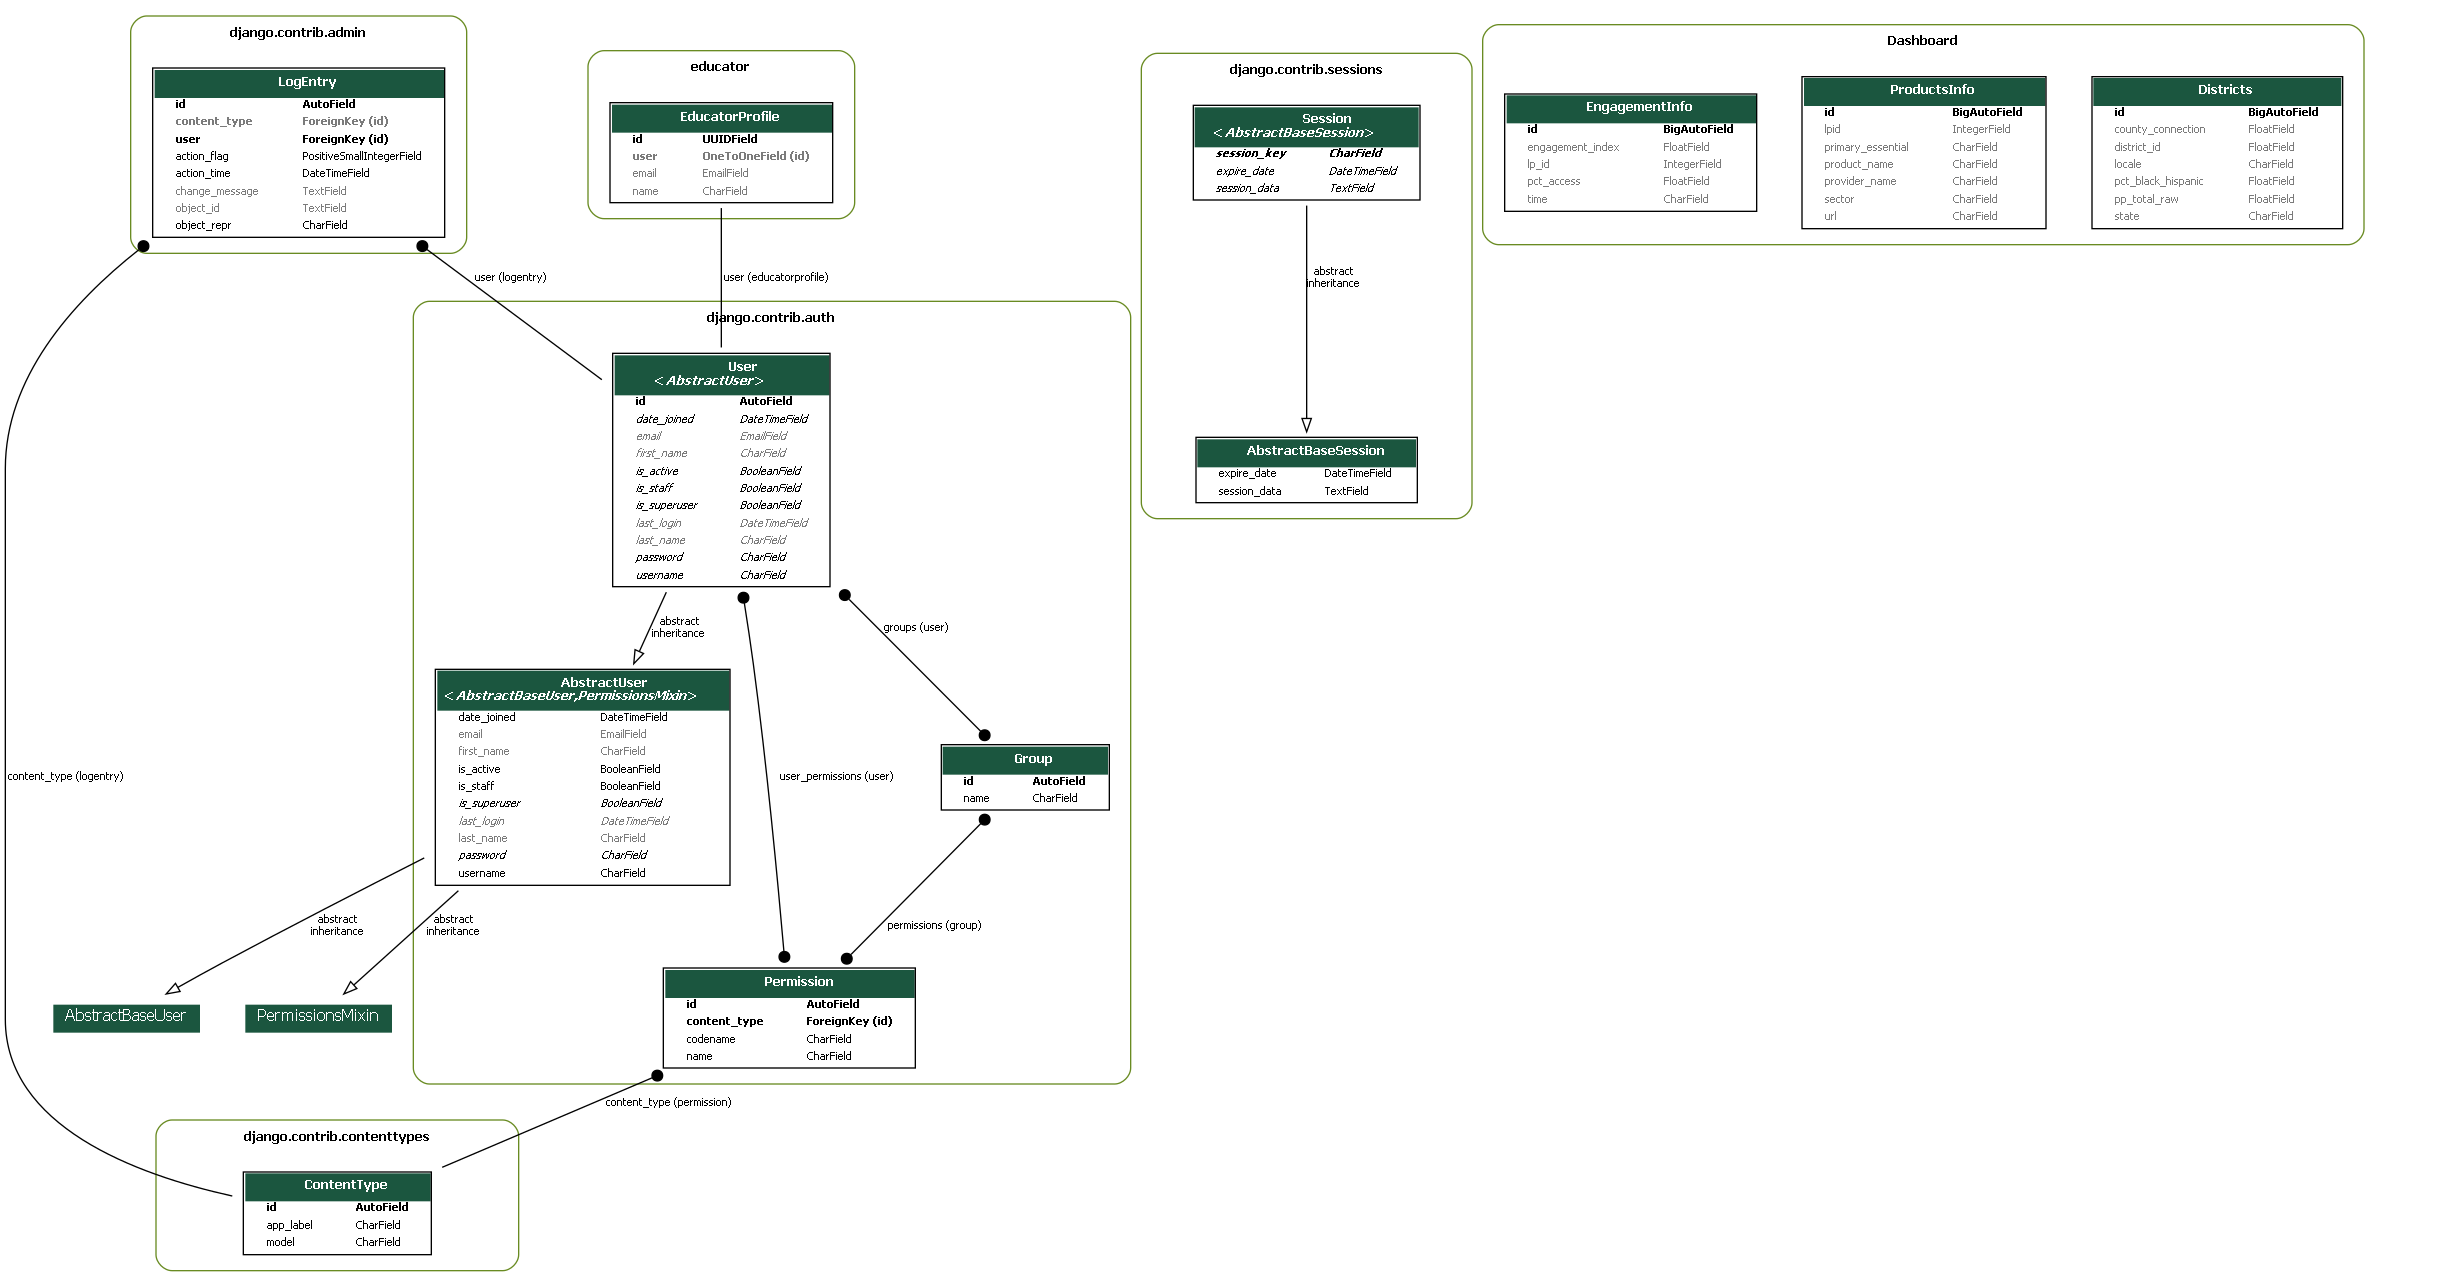 django.contrib.admin
LogEntry
id AutoField
content_type ForeignKey (id)
user ForeignKey (id)
action_flag PositiveSmallIntegerField
action_time DateTimeField
change_message TextField
object_id TextField
object_repr CharField
educator
EducatorProfile
id UUIDField
user OneToOneField (id)
email EmailField
name CharField
django.contrib.sessions
Session
<AbstractBaseSession>
session_key CharField
expire_date DateTimeField
session_data TextField
abstract
inheritance
AbstractBaseSession
expire_date DateTimeField
session_data TextField
Dashboard
EngagementInfo
id BigAutoField
engagement_index FloatField
lp_id IntegerField
pct_access FloatField
time CharField
ProductsInfo
id BigAutoField
lpid IntegerField
primary_essential CharField
product_name CharField
provider_name CharField
sector CharField
url CharField
Districts
id BigAutoField
county_connection FloatField
district_id FloatField
locale CharField
pct_black_hispanic FloatField
pp_total_raw FloatField
state CharField
user (logentry)
user (educatorprofile)
django.contrib.auth
User
<AbstractUser>
id AutoField
date_joined DateTimeField
email EmailField
first_name CharField
is_active BooleanField
is_staff BooleanField
is_superuser BooleanField
last_login DateTimeField
last_name CharField
password CharField
username CharField
abstract
inheritance
groups (user)
AbstractUser
<AbstractBaseUser,PermissionsMixin>
date_joined DateTimeField
email EmailField
first_name CharField
is_active BooleanField
is_staff BooleanField
is_superuser BooleanField
last_login DateTimeField
last_name CharField
password CharField
username CharField
user_permissions (user)
Group
id AutoField
name CharField
content_type (logentry)
abstract
inheritance
abstract
inheritance
permissions (group)
AbstractBaseUser
PermissionsMixin
Permission
id AutoField
content_type ForeignKey (id)
codename CharField
name CharField
content_type (permission)
django.contrib.contenttypes
ContentType
id AutoField
app_label CharField
model CharField